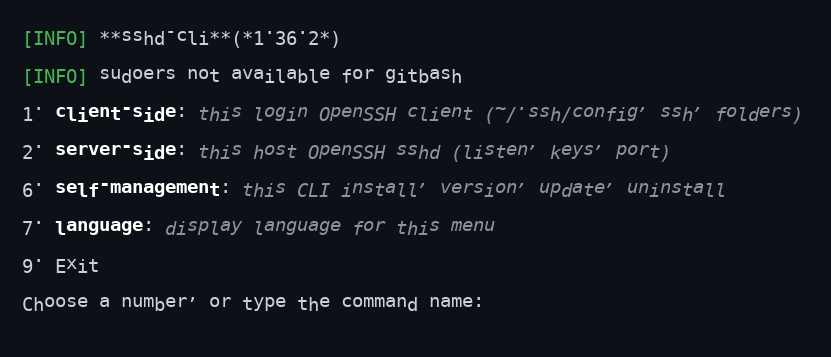 [INFO] **sshd-cli**(*1.36.2*)
[INFO] sudoers not available for gitbash
1. client-side: this login OpenSSH client (~/.ssh/config, ssh, folders)
2. server-side: this host OpenSSH sshd (listen, keys, port)
6. self-management: this CLI install, version, update, uninstall
7. language: display language for this menu
9. Exit
Choose a number, or type the command name: